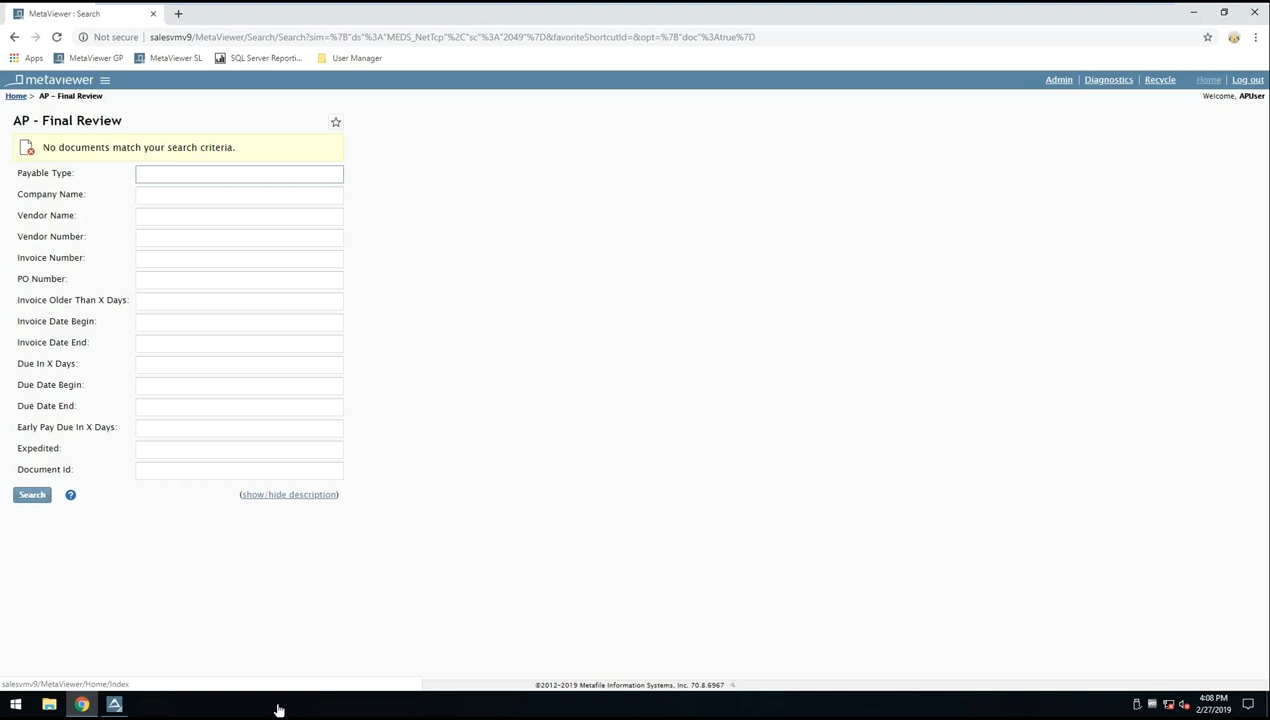 MetaViewer : Search
Not secure | salesvmv9/MetaViewer/Search/Search?sim=%7B"ds"%3A"MEDS_NetTcp"%2C"sc"%3A"2049"%7D&favoriteShortcutId=&opt=%7B"doc"%3Atrue%7D
Apps MetaViewer GP MetaViewer SL SQL Server Reporti... User Manager
metaviewer Admin | Diagnostics | Recycle Home | Log out
Home > AP - Final Review Welcome, APUser
AP - Final Review
No documents match your search criteria.
Payable Type:
Company Name:
Vendor Name:
Vendor Number:
Invoice Number:
PO Number:
Invoice Older Than X Days:
Invoice Date Begin:
Invoice Date End:
Due In X Days:
Due Date Begin:
Due Date End:
Early Pay Due In X Days:
Expedited:
Document Id:
Search ? (show/hide description)
salesvmv9/MetaViewer/Home/Index ©2012-2019 Metafile Information Systems, Inc. 70.8.6967
4:08 PM
2/27/2019